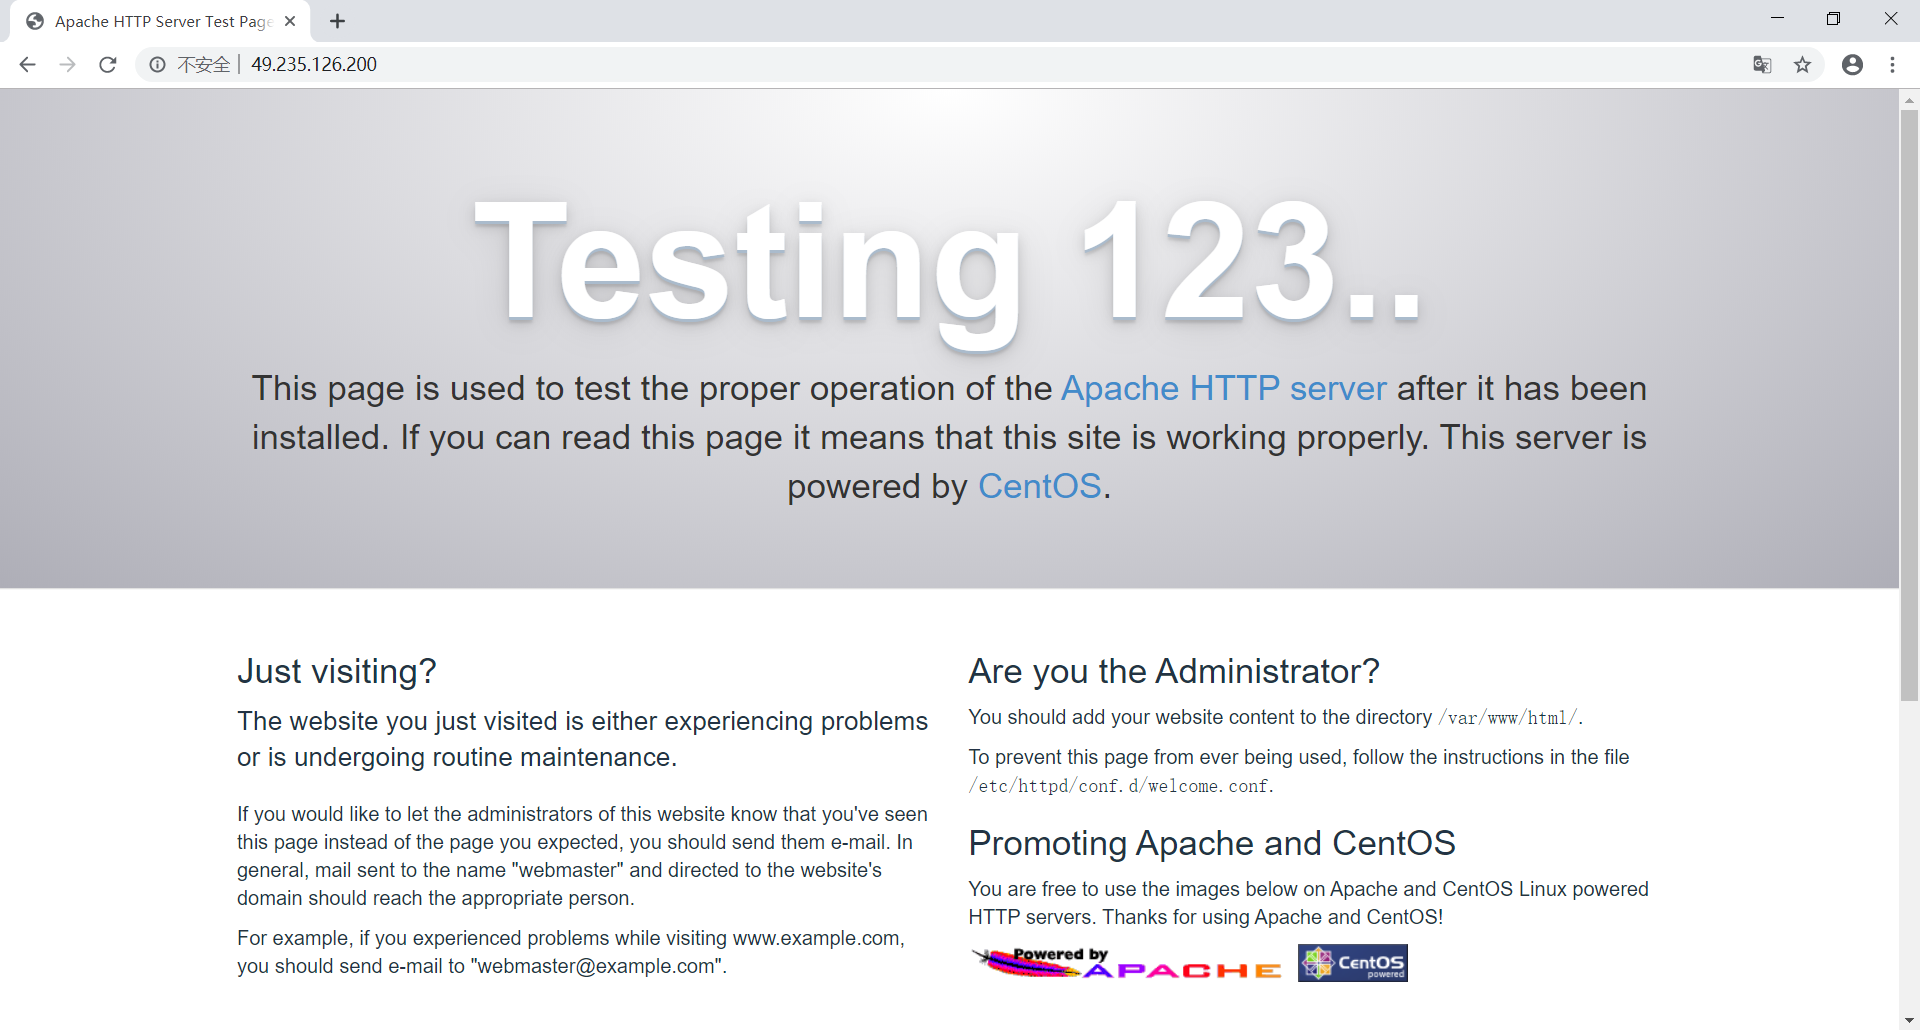 Apache HTTP Server Test Page
不安全 49.235.126.200
Testing 123..
This page is used to test the proper operation of the Apache HTTP server after it has been
installed. If you can read this page it means that this site is working properly. This server is
powered by CentOS.
Just visiting?
The website you just visited is either experiencing problems
or is undergoing routine maintenance.
If you would like to let the administrators of this website know that you've seen
this page instead of the page you expected, you should send them e-mail. In
general, mail sent to the name "webmaster" and directed to the website's
domain should reach the appropriate person.
For example, if you experienced problems while visiting www.example.com,
you should send e-mail to "webmaster@example.com".
Are you the Administrator?
You should add your website content to the directory /var/www/html/.
To prevent this page from ever being used, follow the instructions in the file
/etc/httpd/conf.d/welcome.conf.
Promoting Apache and CentOS
You are free to use the images below on Apache and CentOS Linux powered
HTTP servers. Thanks for using Apache and CentOS!
Powered by
APACHE
CentOS
powered